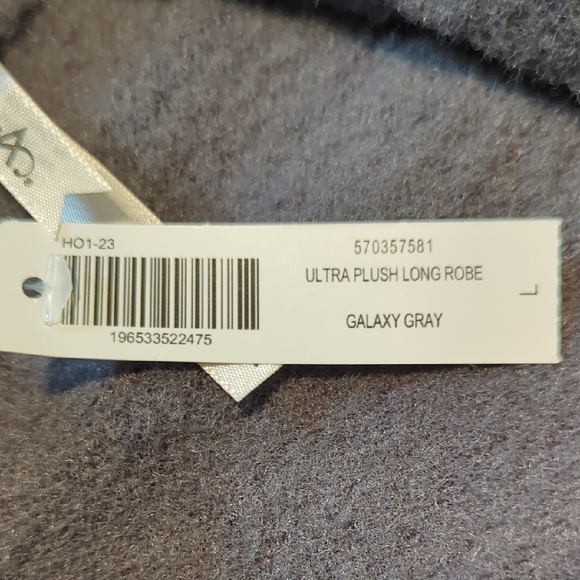 HO1-23
196533522475
570357581
ULTRA PLUSH LONG ROBE
GALAXY GRAY
L